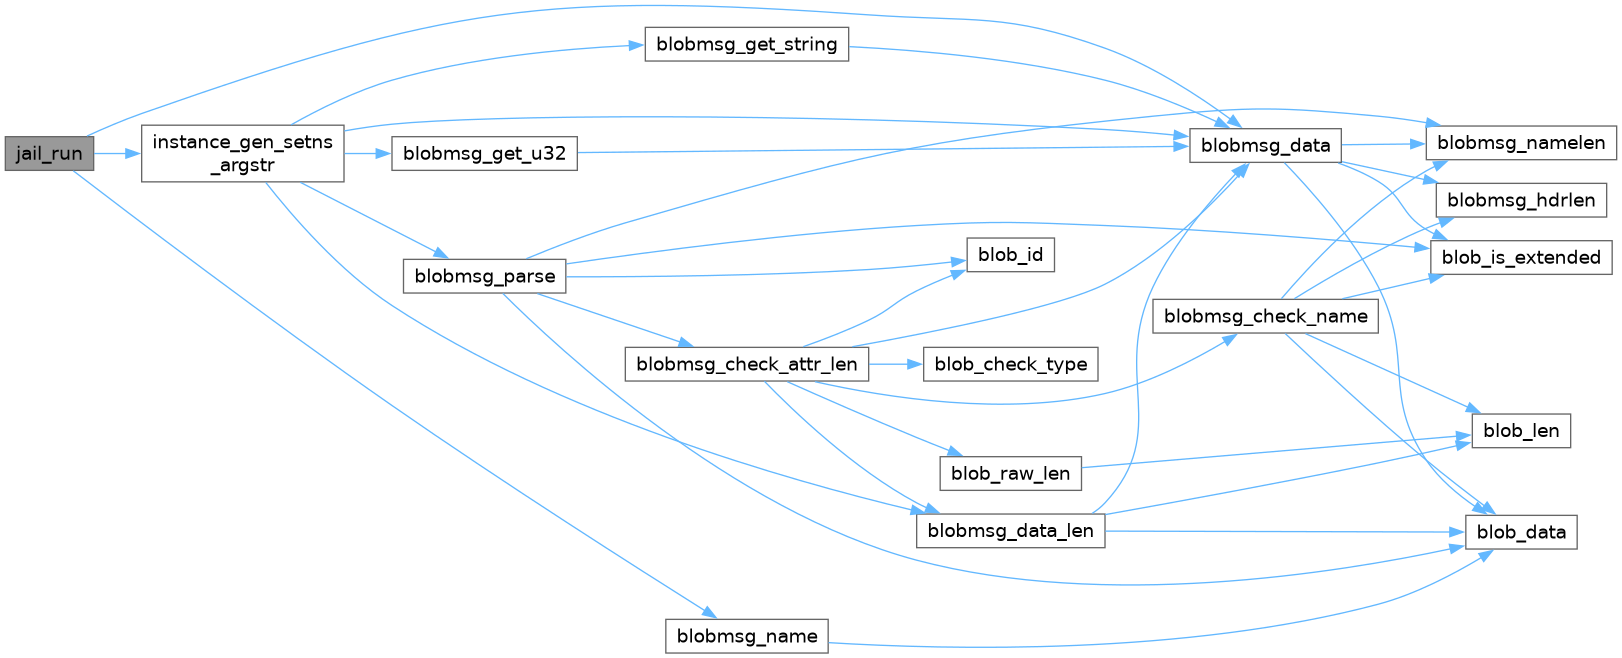 jail_run
instance_gen_setns
_argstr
blobmsg_get_string
blobmsg_get_u32
blobmsg_parse
blobmsg_check_attr_len
blobmsg_name
blob_id
blob_check_type
blob_raw_len
blobmsg_data_len
blobmsg_data
blobmsg_check_name
blobmsg_namelen
blobmsg_hdrlen
blob_is_extended
blob_len
blob_data